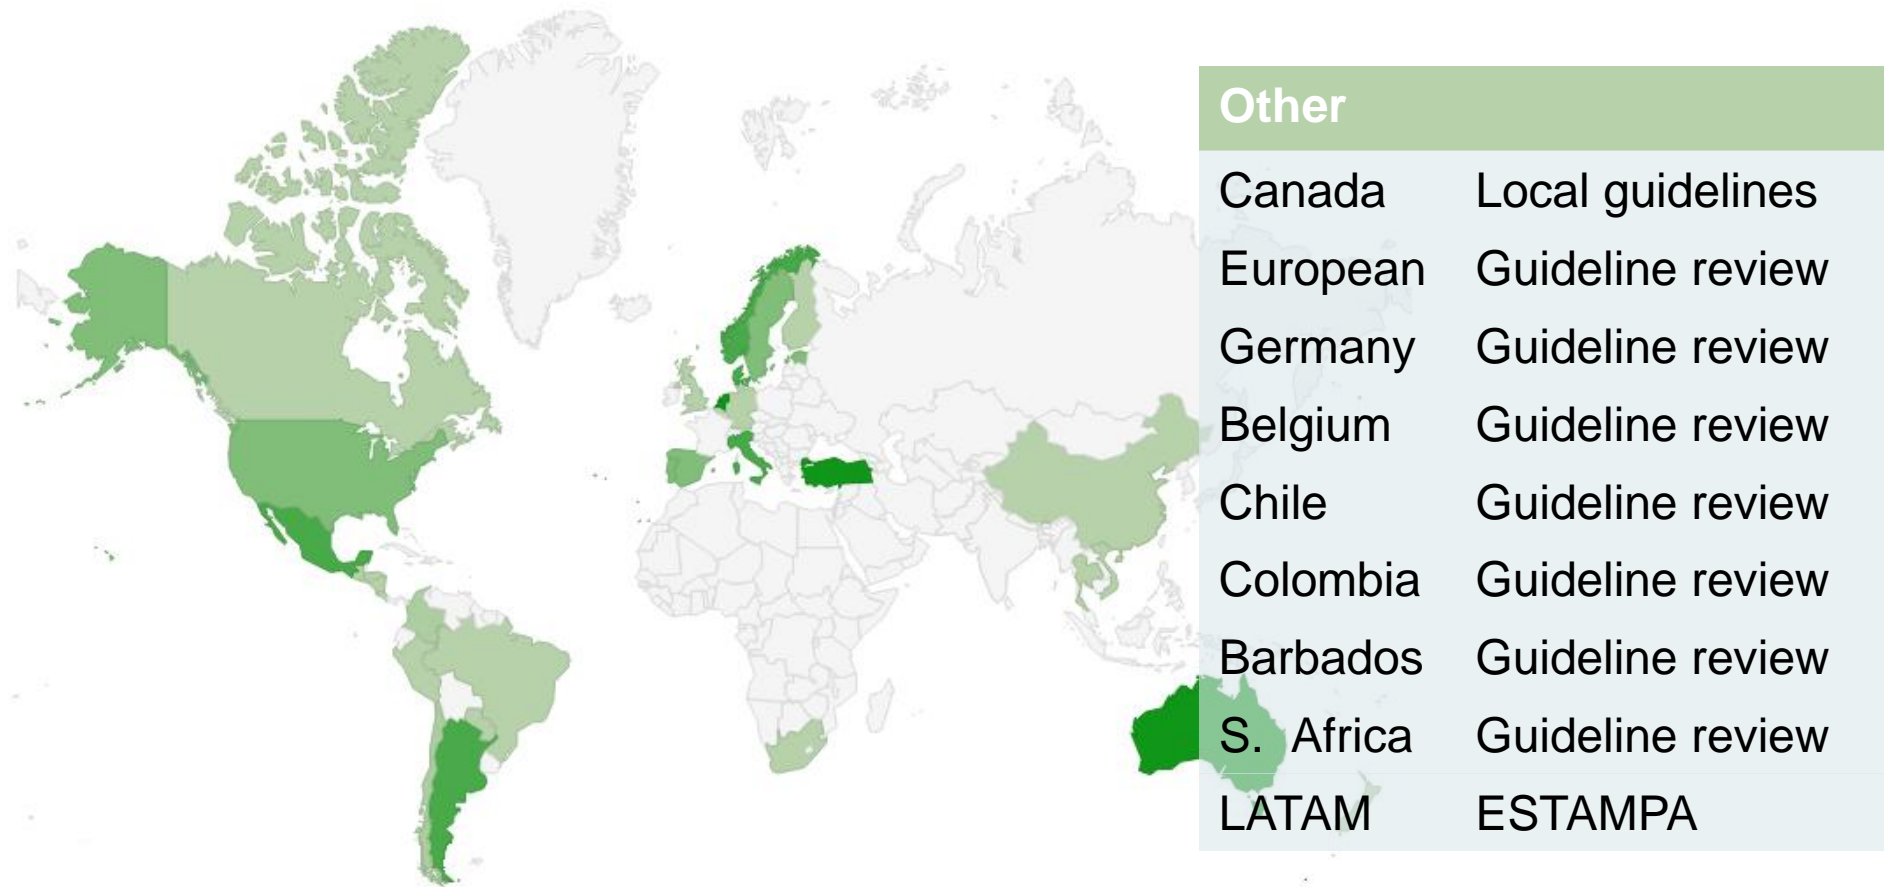 Other
Canada Local guidelines
European Guideline review
Germany Guideline review
Belgium Guideline review
Chile Guideline review
Colombia Guideline review
Barbados Guideline review
S. Africa Guideline review
LATAM ESTAMPA